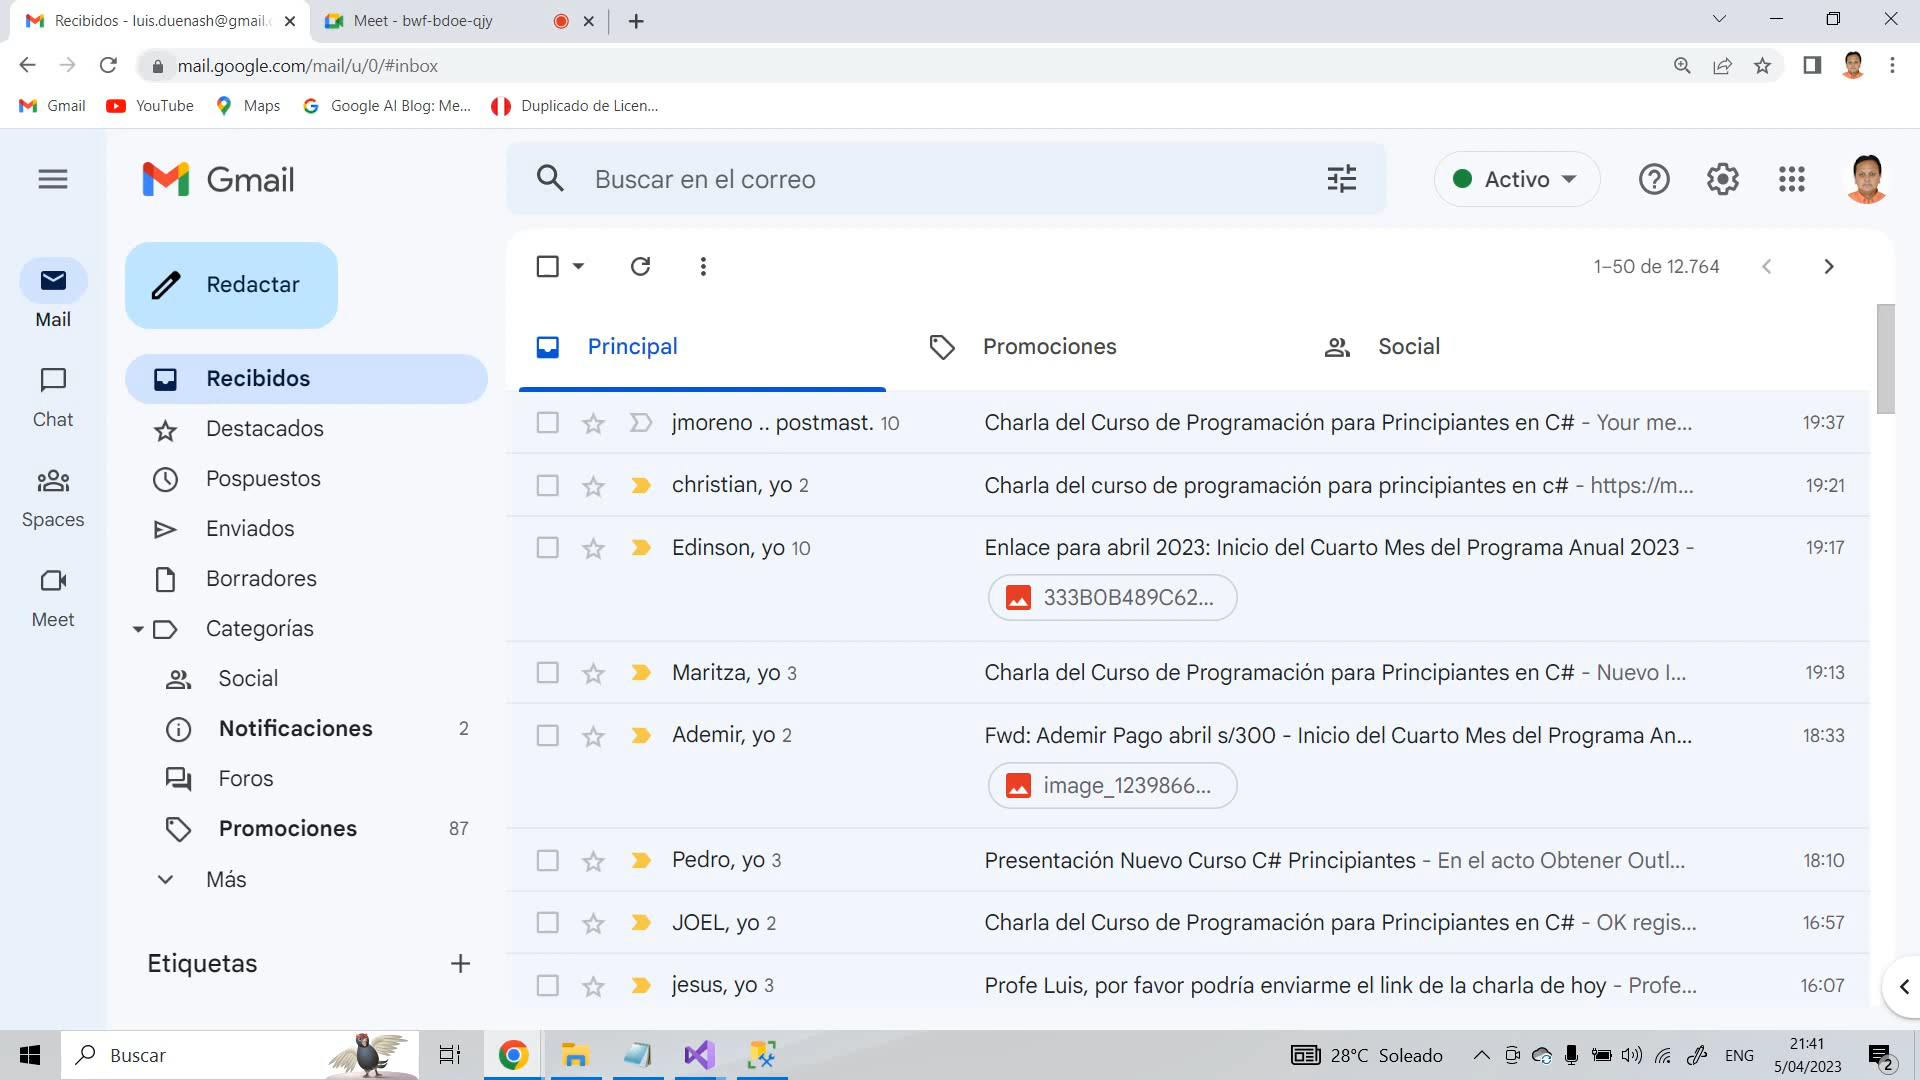 Recibidos - luis.duenash@gmail.c
Meet - bwf-bdoe-qjy
mail.google.com/mail/u/0/#inbox
Gmail
YouTube
Maps
Google AI Blog: Me...
Duplicado de Licen...
Gmail
Buscar en el correo
Activo
Redactar
1–50 de 12.764
Mail
Chat
Spaces
Meet
Recibidos
Destacados
Pospuestos
Enviados
Borradores
Categorías
Social
Notificaciones 2
Foros
Promociones 87
Más
Etiquetas
Principal
Promociones
Social
jmoreno .. postmast. 10 Charla del Curso de Programación para Principiantes en C# - Your me... 19:37
christian, yo 2 Charla del curso de programación para principiantes en c# - https://m... 19:21
Edinson, yo 10 Enlace para abril 2023: Inicio del Cuarto Mes del Programa Anual 2023 - 19:17
333B0B489C62...
Maritza, yo 3 Charla del Curso de Programación para Principiantes en C# - Nuevo I... 19:13
Ademir, yo 2 Fwd: Ademir Pago abril s/300 - Inicio del Cuarto Mes del Programa An... 18:33
image_1239866...
Pedro, yo 3 Presentación Nuevo Curso C# Principiantes - En el acto Obtener Outl... 18:10
JOEL, yo 2 Charla del Curso de Programación para Principiantes en C# - OK regis... 16:57
jesus, yo 3 Profe Luis, por favor podría enviarme el link de la charla de hoy - Profe... 16:07
Buscar
28°C Soleado
ENG
21:41
5/04/2023
2